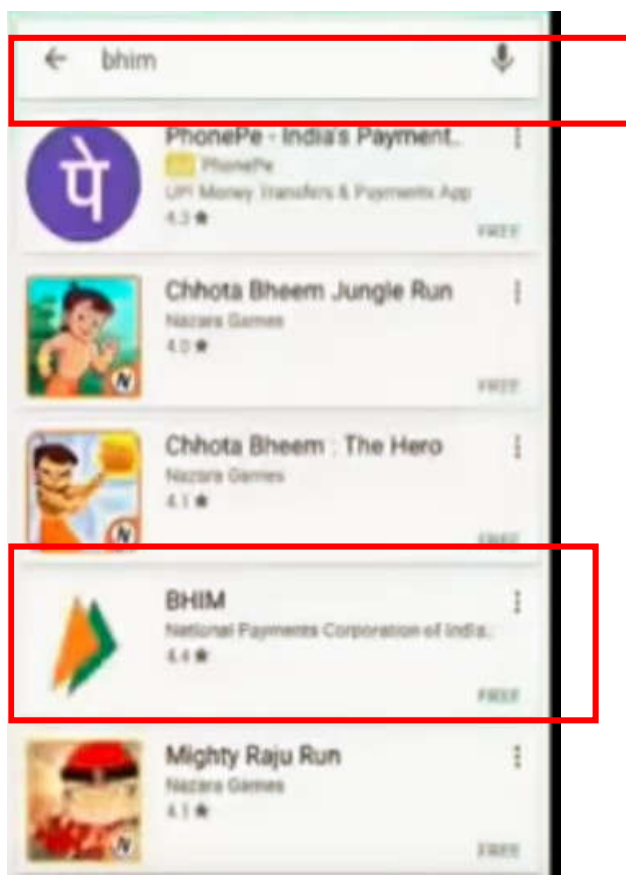 bhim
PhonePe - India's Payment..
PhonePe
UPI Money Transfers & Payments App
4.3 ★
FREE
पे
Chhota Bheem Jungle Run
Nazara Games
4.0 ★
FREE
N
Chhota Bheem : The Hero
Nazara Games
4.1 ★
FREE
N
BHIM
National Payments Corporation of India..
4.4 ★
FREE
Mighty Raju Run
Nazara Games
4.1 ★
FREE
N